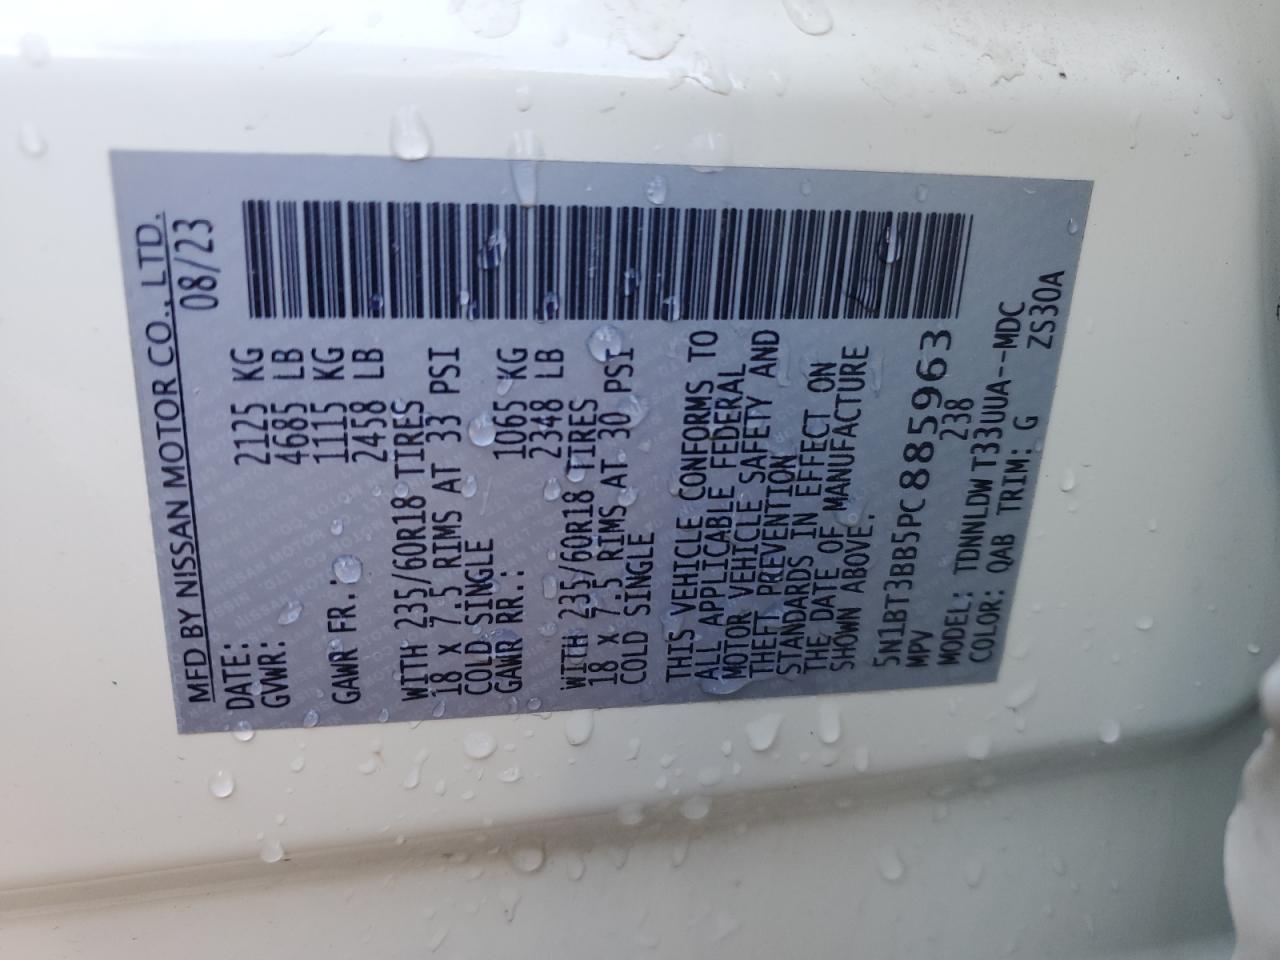 MFD BY NISSAN MOTOR CO., LTD.
DATE: 08/23
GVWR: 2125 KG
4685 LB
GAWR FR.: 1115 KG
2458 LB
WITH 235/60R18 TIRES
18 X 7.5 RIMS AT 33 PSI
COLD SINGLE
GAWR RR.: 1065 KG
2348 LB
WITH 235/60R18 TIRES
18 X 7.5 RIMS AT 30 PSI
COLD SINGLE
THIS VEHICLE CONFORMS TO
ALL APPLICABLE FEDERAL
MOTOR VEHICLE SAFETY AND
THEFT PREVENTION
STANDARDS IN EFFECT ON
THE DATE OF MANUFACTURE
SHOWN ABOVE.
5N1BT3BB5PC885963
MPV 238
MODEL: TDNNLDWT33UUA--MDC
COLOR: QAB TRIM: G ZS30A